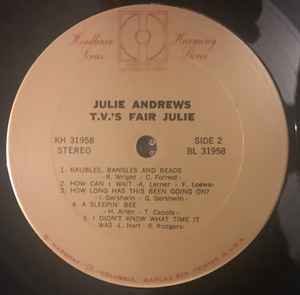 Headliner Series
Harmony
JULIE ANDREWS
T.V.'S FAIR JULIE
KH 31958
STEREO
SIDE 2
BL 31958
1. BAUBLES, BANGLES AND BEADS
R. Wright - C. Forrest
2. HOW CAN I WAIT -A. Lerner - F. Loewe
3. HOW LONG HAS THIS BEEN GOING ON?
I. Gershwin - G. Gershwin
4. A SLEEPIN' BEE
H. Arlen - T. Capote
5. I DIDN'T KNOW WHAT TIME IT
WAS -L. Hart - R. Rodgers